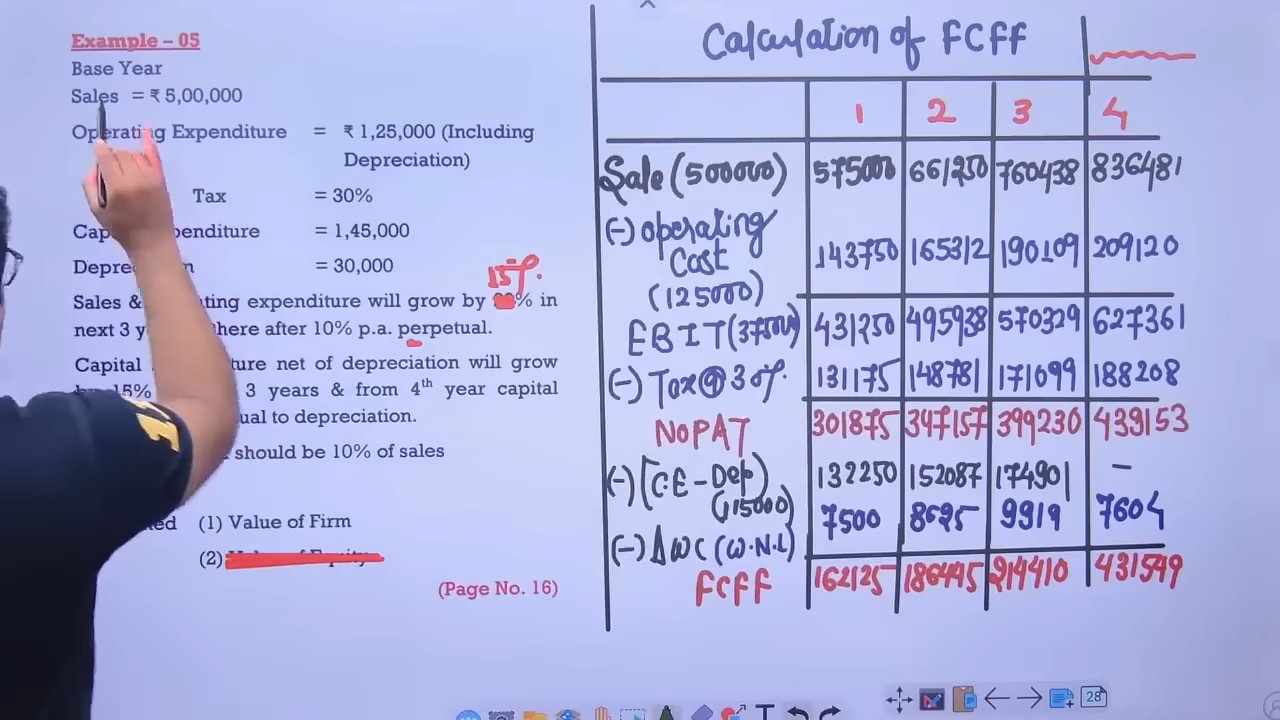 Example – 05
Base Year
Sales = ₹ 5,00,000
Operating Expenditure = ₹ 1,25,000 (Including
Depreciation)
Tax = 30%
Cap enditure = 1,45,000
Depre n = 30,000
15%
Sales & ting expenditure will grow by % in
next 3 y here after 10% p.a. perpetual.
Capital ture net of depreciation will grow
15% 3 years & from 4th year capital
ual to depreciation.
should be 10% of sales
ed (1) Value of Firm
(2)
(Page No. 16)
Calculation of FCFF
1 2 3 4
Sale (500000) 575000 661250 760438 836481
(-) operating Cost (125000) 143750 165312 190109 209120
EBIT (375000) 431250 495938 570329 627361
(-) Tax @ 30% 131175 148781 171099 188208
NOPAT 301875 347157 399230 439153
(-) [C.E - Dep) (115000) 132250 152087 174901 –
(-) ΔWC (W.N.1) 7500 8625 9919 7604
FCFF 162125 186445 214410 431549
28